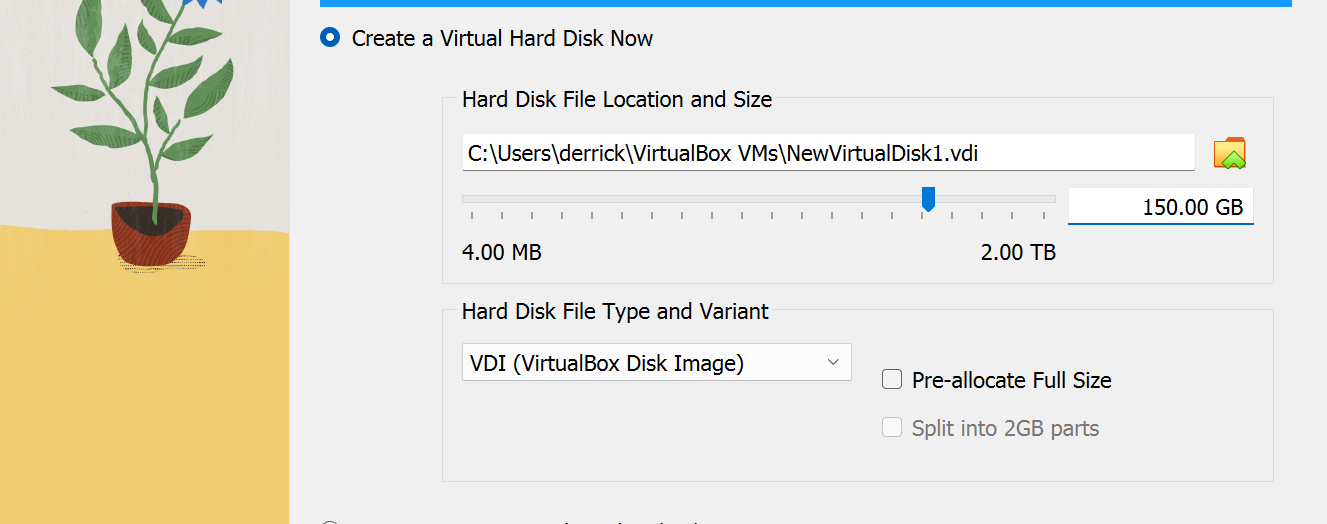 Create a Virtual Hard Disk Now
Hard Disk File Location and Size
C:\Users\derrick\VirtualBox VMs\NewVirtualDisk1.vdi
150.00 GB
4.00 MB
2.00 TB
Hard Disk File Type and Variant
VDI (VirtualBox Disk Image)
Pre-allocate Full Size
Split into 2GB parts